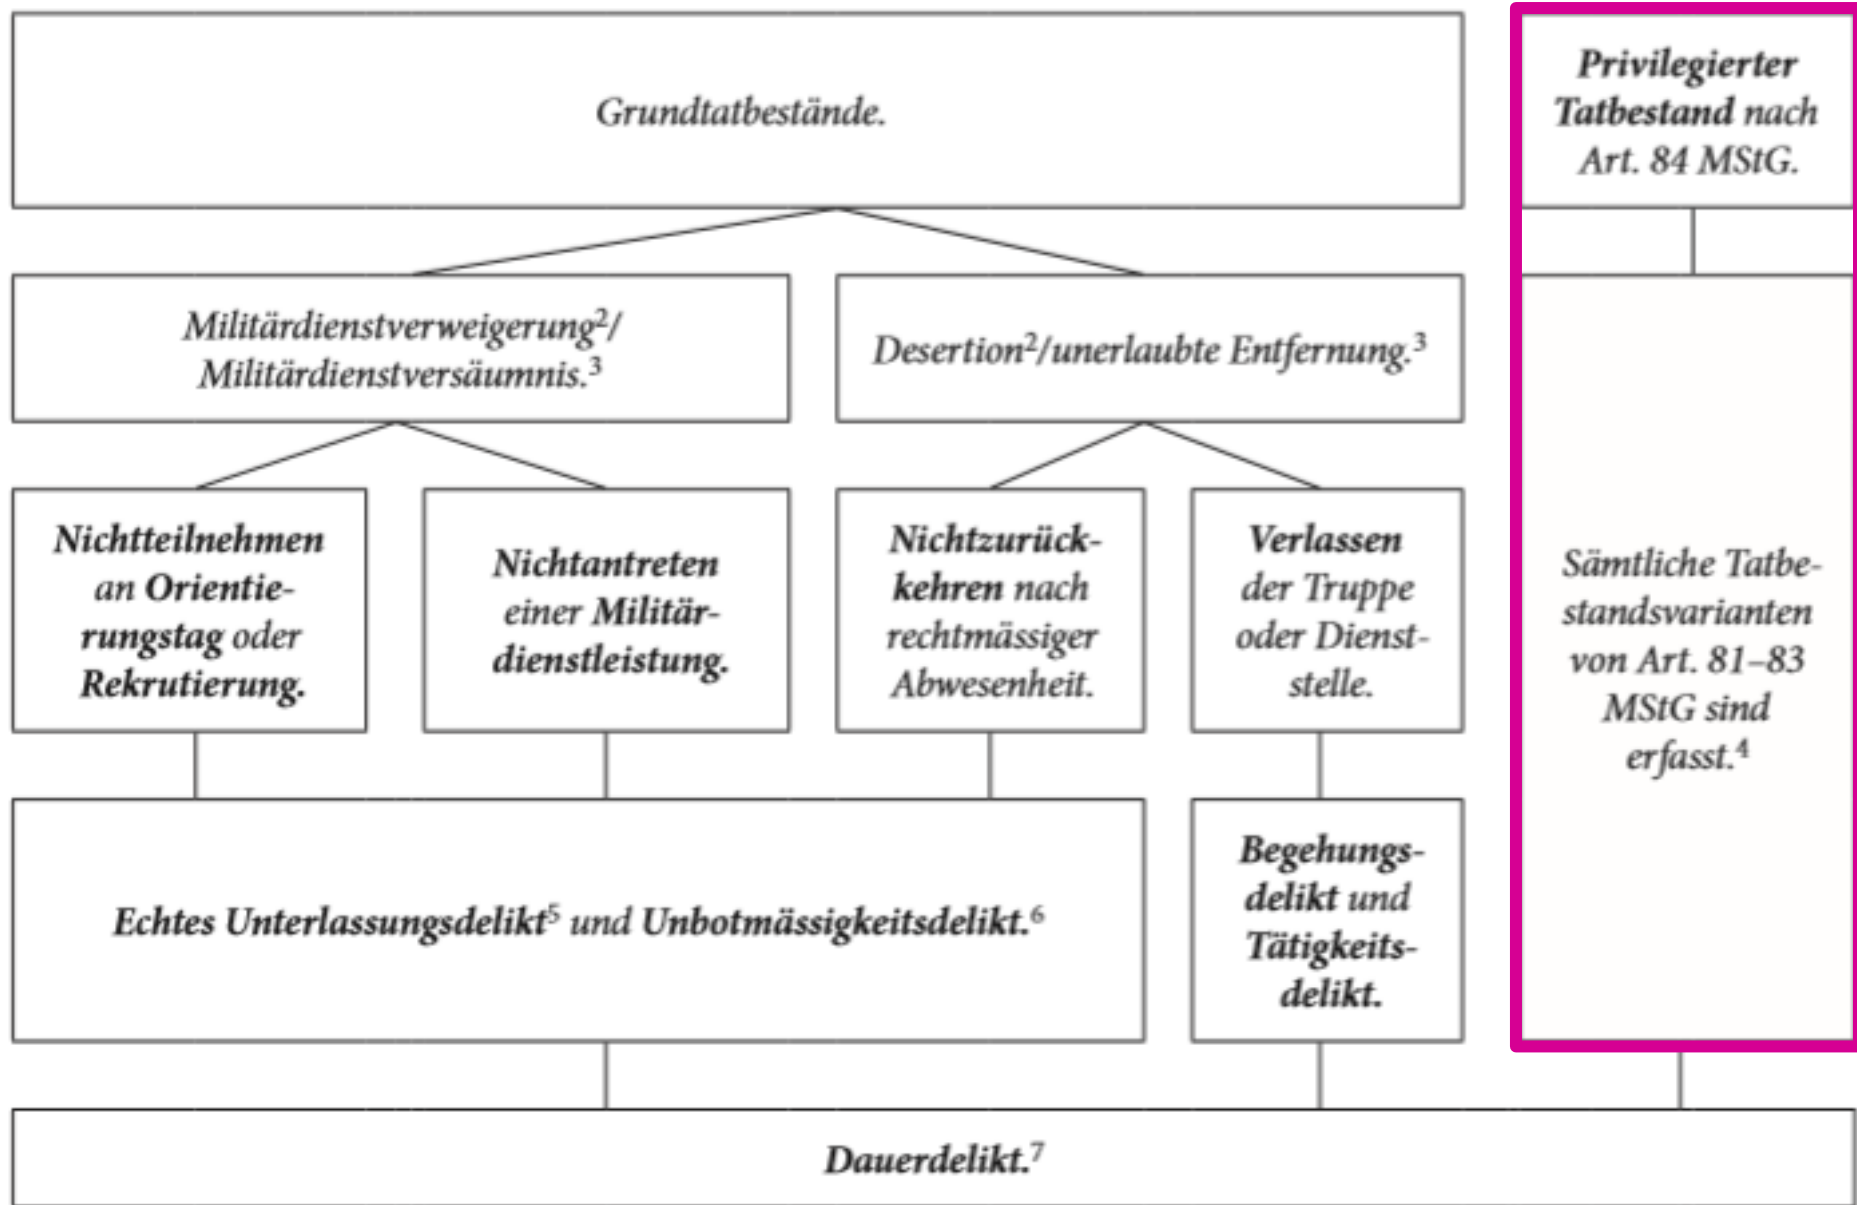 Grundtatbestände.
Privilegierter
Tatbestand nach
Art. 84 MStG.
Militärdienstverweigerung²/
Militärdienstversäumnis.³
Desertion²/unerlaubte Entfernung.³
Nichtteilnehmen
an Orientie-
rungstag oder
Rekrutierung.
Nichtantreten
einer Militär-
dienstleistung.
Nichtzurück-
kehren nach
rechtmässiger
Abwesenheit.
Verlassen
der Truppe
oder Dienst-
stelle.
Sämtliche Tatbe-
standsvarianten
von Art. 81–83
MStG sind
erfasst.⁴
Echtes Unterlassungsdelikt⁵ und Unbotmässigkeitsdelikt.⁶
Begehungs-
delikt und
Tätigkeits-
delikt.
Dauerdelikt.⁷